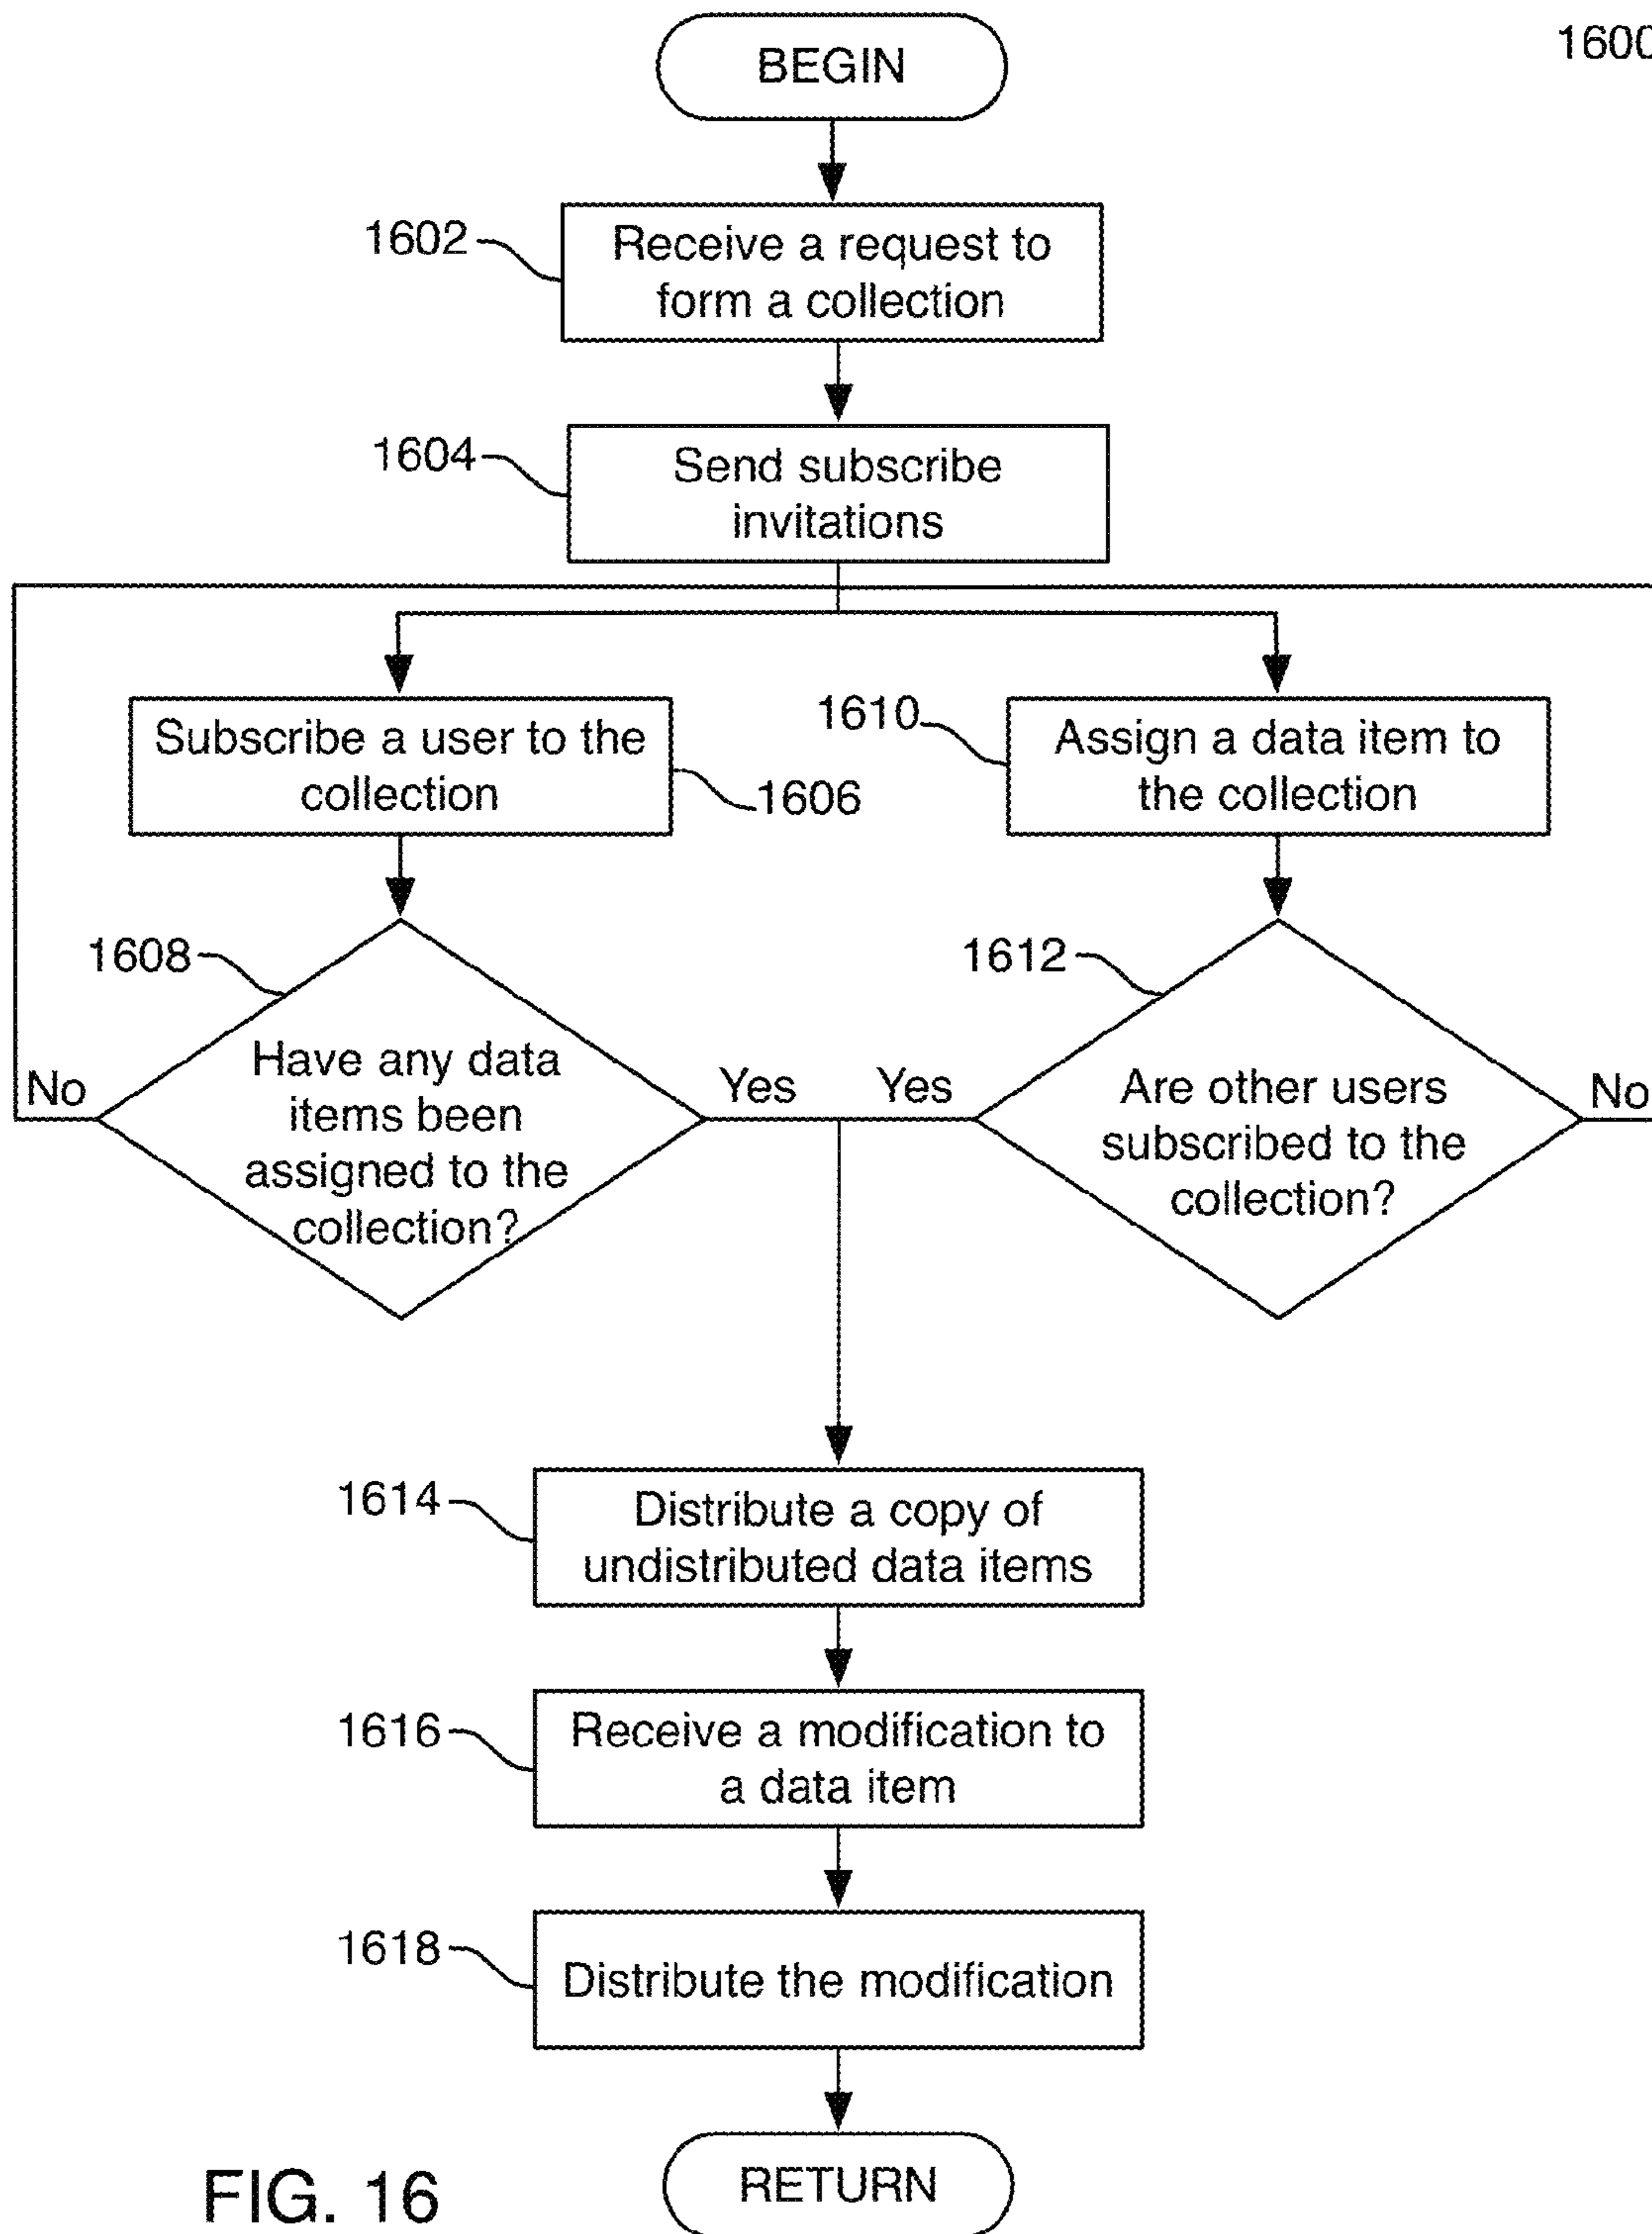 1600
BEGIN
1602
Receive a request to
form a collection
1604
Send subscribe
invitations
Subscribe a user to the
collection
1606
1610
Assign a data item to
the collection
1608
Have any data
items been
assigned to the
collection?
No
Yes
1612
Are other users
subscribed to the
collection?
Yes
No
1614
Distribute a copy of
undistributed data items
1616
Receive a modification to
a data item
1618
Distribute the modification
RETURN
FIG. 16